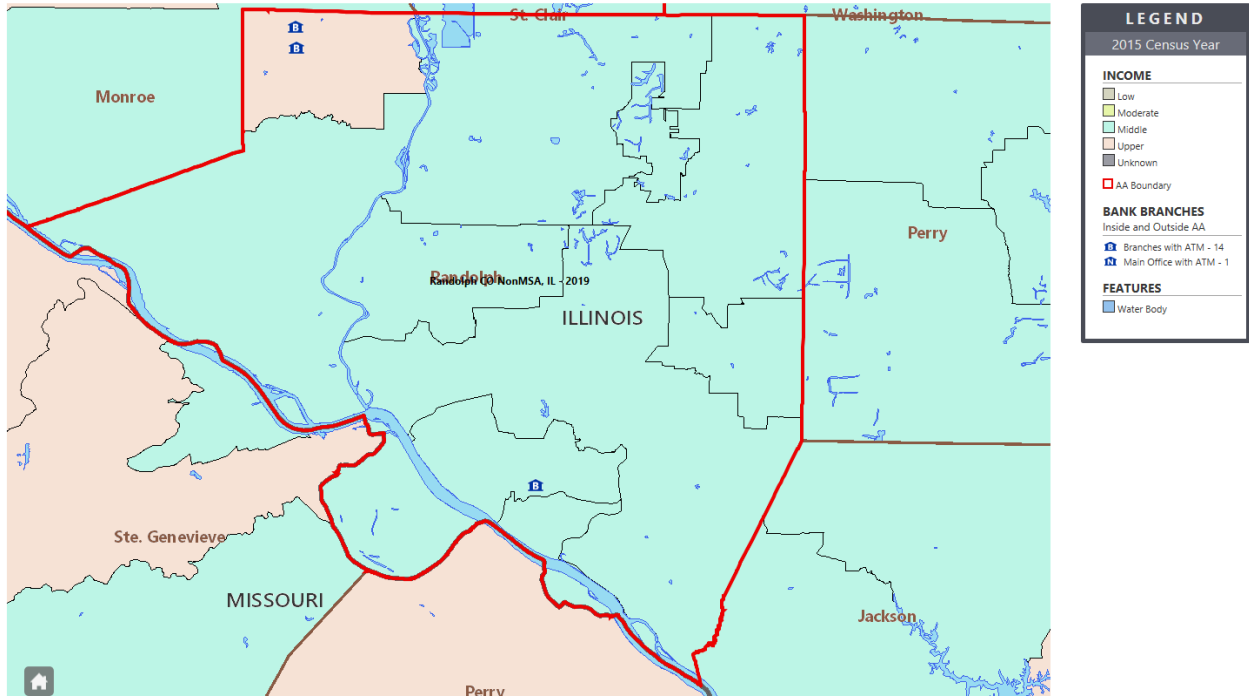 St. Clair
Washington
Monroe
Perry
Randolph
Randolph CO NonMSA, IL - 2019
ILLINOIS
Ste. Genevieve
MISSOURI
Jackson
Perry
B
B
B
LEGEND
2015 Census Year
INCOME
Low
Moderate
Middle
Upper
Unknown
AA Boundary
BANK BRANCHES
Inside and Outside AA
B Branches with ATM - 14
N Main Office with ATM - 1
FEATURES
Water Body